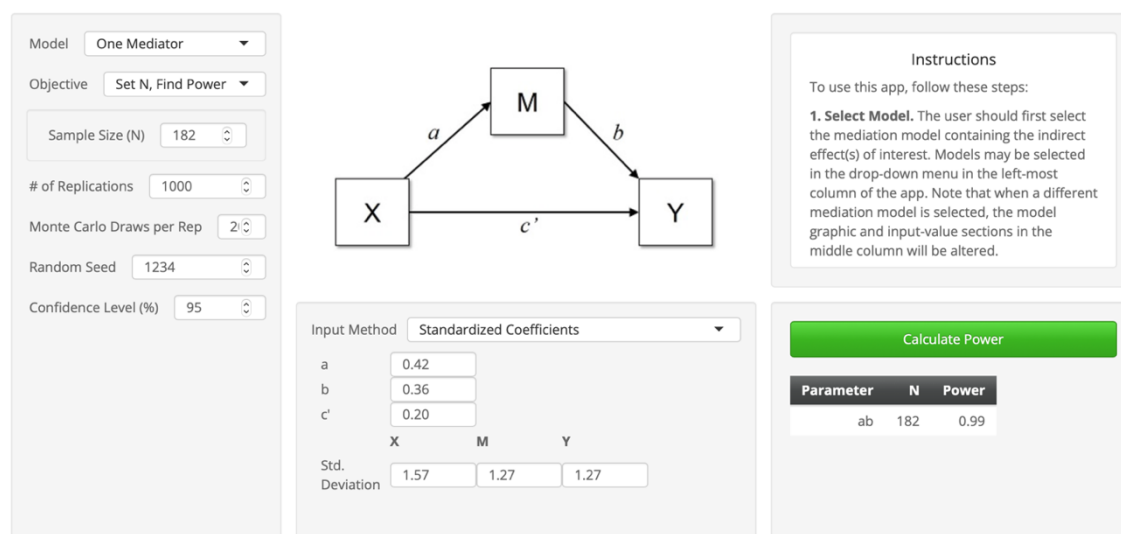 Model One Mediator
Objective Set N, Find Power
Sample Size (N) 182
# of Replications 1000
Monte Carlo Draws per Rep
Random Seed 1234
Confidence Level (%) 95
M
a
b
X
Y
c’
Input Method Standardized Coefficients
a 0.42
b 0.36
c' 0.20
X M Y
Std.
Deviation 1.57 1.27 1.27
Instructions
To use this app, follow these steps:
1. Select Model. The user should first select
the mediation model containing the indirect
effect(s) of interest. Models may be selected
in the drop-down menu in the left-most
column of the app. Note that when a different
mediation model is selected, the model
graphic and input-value sections in the
middle column will be altered.
Calculate Power
Parameter N Power
ab 182 0.99